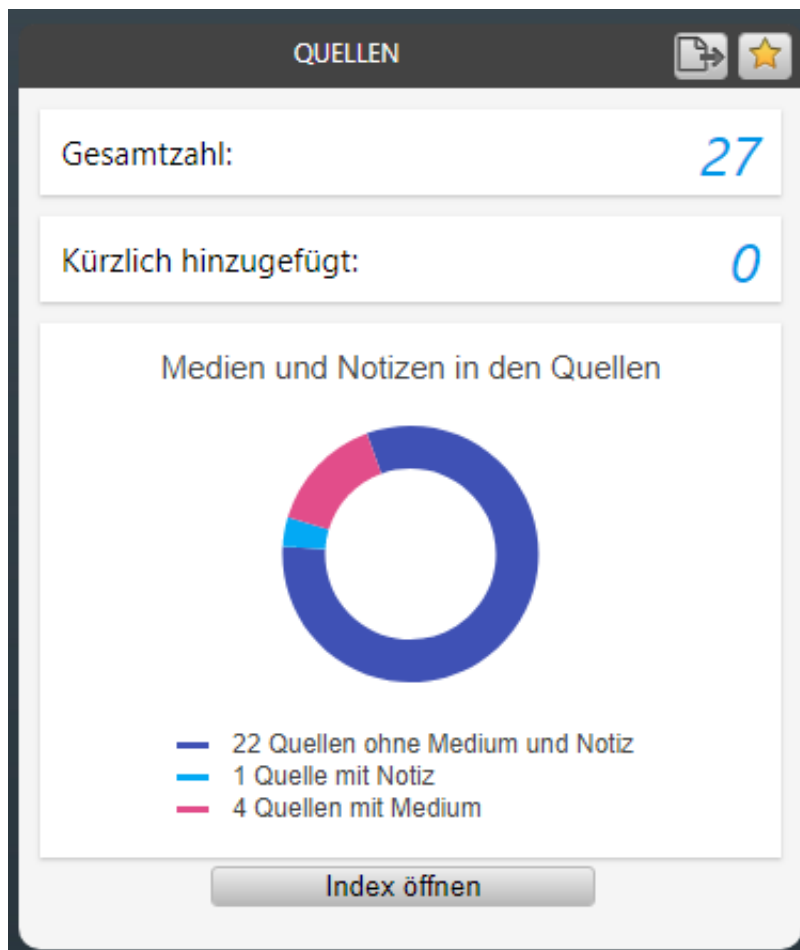 QUELLEN
Gesamtzahl: 27
Kürzlich hinzugefügt: 0
Medien und Notizen in den Quellen
22 Quellen ohne Medium und Notiz
1 Quelle mit Notiz
4 Quellen mit Medium
Index öffnen